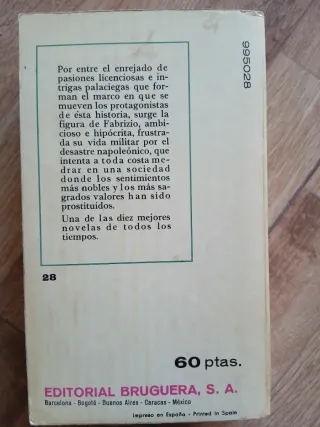 Por entre el enrejado de
pasiones licenciosas e in-
trigas palaciegas que for-
man el marco en que se
mueven los protagonistas
de ésta historia, surge la
figura de Fabrizio, ambi-
cioso e hipócrita, frustra-
da su vida militar por el
desastre napoleónico, que
intenta a toda costa me-
drar en una sociedad
donde los sentimientos
más nobles y los más sa-
grados valores han sido
prostituidos.
Una de las diez mejores
novelas de todos los
tiempos.
995028
28
60 ptas.
EDITORIAL BRUGUERA, S. A.
Barcelona - Bogotá - Buenos Aires - Caracas - México
Impreso en España - Printed in Spain